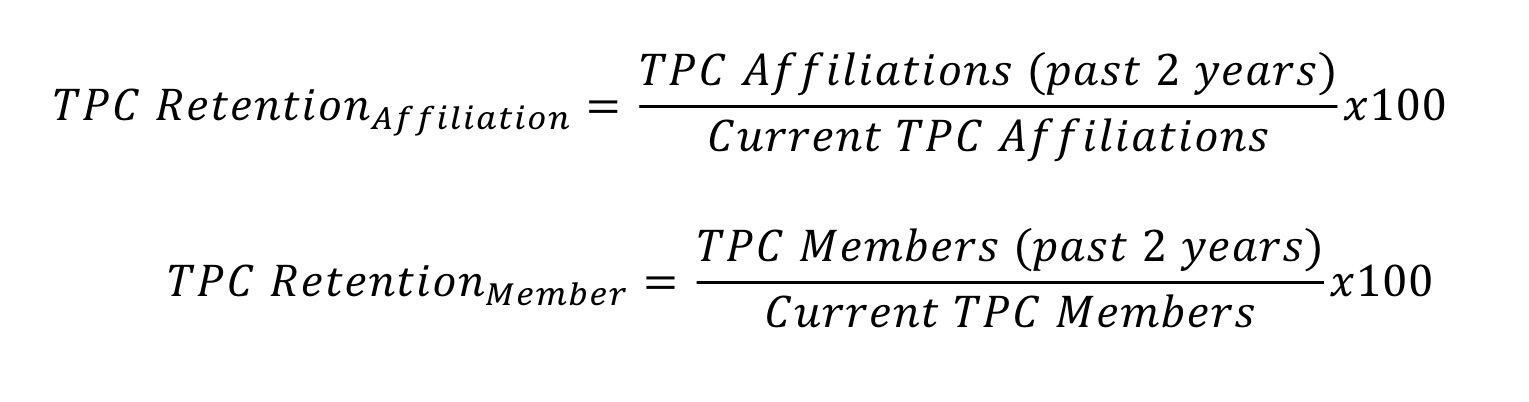 TPC Retention_{Affiliation} = \frac{TPC Affiliations (past 2 years)}{Current TPC Affiliations} x100
TPC Retention_{Member} = \frac{TPC Members (past 2 years)}{Current TPC Members} x100